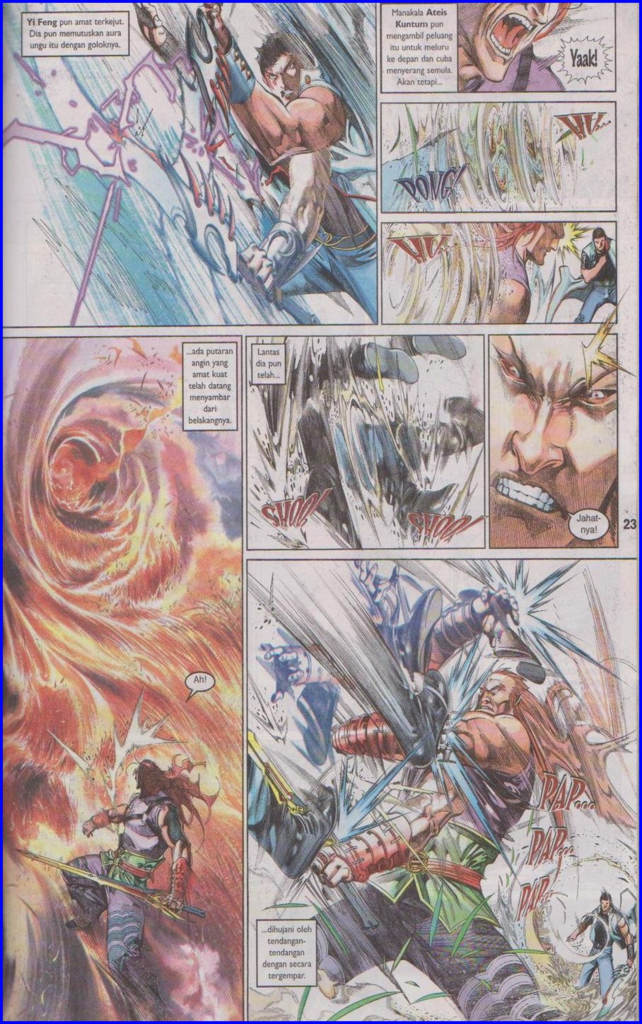 Yi Feng pun amat terkejut.
Dia pun memutuskan aura
ungu itu dengan goloknya.
Manakala Ateis
Kuntum pun
mengambil peluang
itu untuk meluru
ke depan dan cuba
menyerang semula.
Akan tetapi...
Yaak!
HU..
PONG!
HU..
...ada putaran
angin yang
amat kuat
telah datang
menyambar
dari
belakangnya.
Ah!
Lantas
dia pun
telah...
SHOO!
SHOO!
Jahat-
nya!
23
PAP...
PAP...
PAP..
...dihujani oleh
tendangan-
tendangan
dengan secara
tergempar.